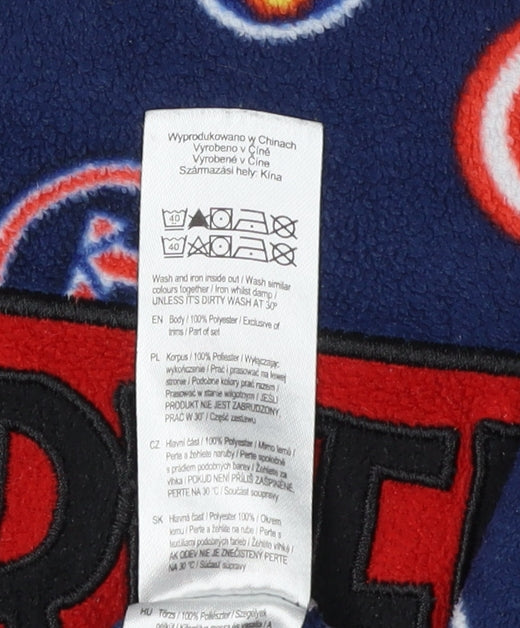 Wyprodukowano w Chinach
Vyrobeno v Číně
Vyrobené v Číne
Származási hely: Kína
40
40
Wash and iron inside out / Wash similar
colours together / Iron whilst damp /
UNLESS IT'S DIRTY WASH AT 30°
EN Body / 100% Polyester / Exclusive of
trims / Part of set
PL Korpus / 100% Poliester / Wyłączając
wykończenie / Prać i prasować na lewej
stronie / Podobne kolory prać razem /
Prasować w stanie wilgotnym / JEŚLI
PRODUKT NIE JEST ZABRUDZONY
PRAĆ W 30° / Część zestawu
CZ Hlavní část / 100% Polyester / Mimo lemů /
Perte a žehlete naruby / Perte společně
s prádlem podobných barev / Žehlete za
vlhka / POKUD NENÍ PŘÍLIŠ ZAŠPINĚNÉ
PERTE NA 30 °C / Součást soupravy
SK Hlavná časť / Polyester 100% / Okrem
lemu / Perte a žehlite na rube / Perte s
textíliami podobných farieb / Žehlite vlhké /
AK ODEV NIE JE ZNEČISTENÝ PERTE
NA 30 °C / Súčasť súpravy
HU Törzs / 100% Poliészter / Szegélyek
nélkül /